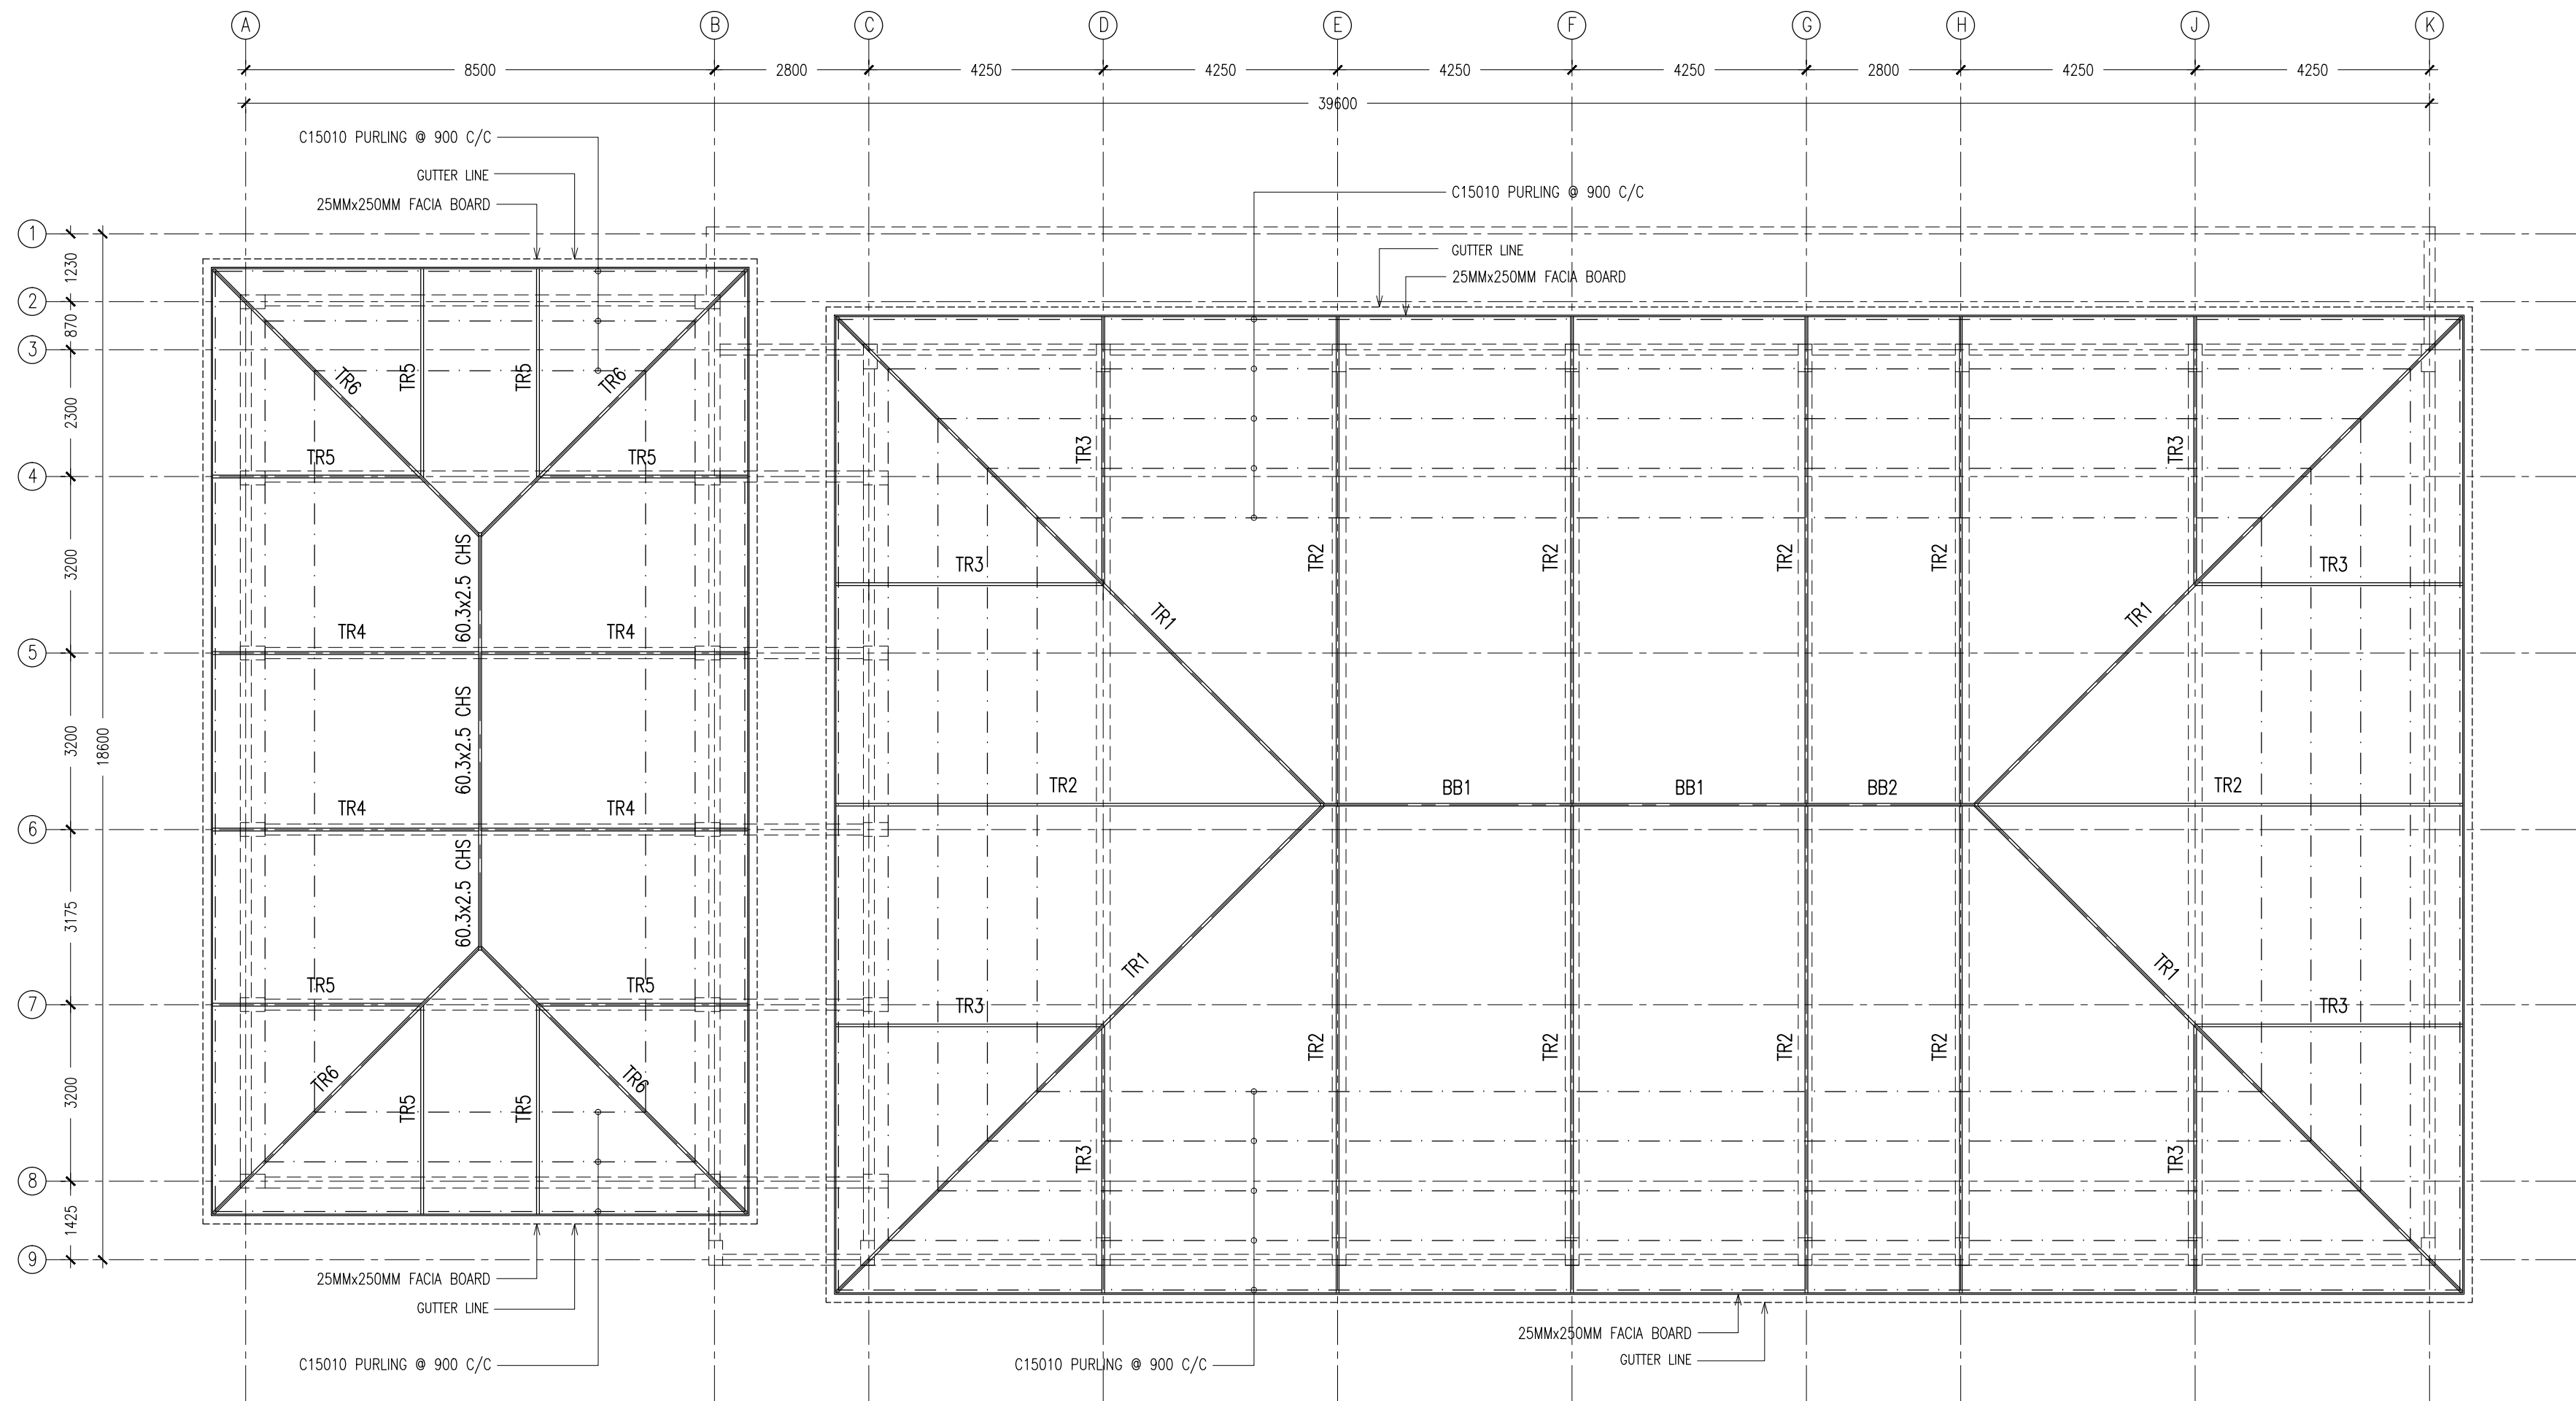 A B C D E F G H J K
8500 2800 4250 4250 4250 4250 2800 4250 4250
39600
C15010 PURLING @ 900 C/C
GUTTER LINE
25MMx250MM FACIA BOARD
C15010 PURLING @ 900 C/C
GUTTER LINE
25MMx250MM FACIA BOARD
1
1230
2
870
3
2300
4
3200
5
3200
18600
6
3175
7
3200
8
1425
9
TR6 TR5 TR5 TR6
TR5 TR5
60.3x2.5 CHS
TR4 TR4
60.3x2.5 CHS
TR4 TR4
60.3x2.5 CHS
TR5 TR5
TR6 TR5 TR5 TR6
TR3 TR3
TR3 TR2 TR2 TR2 TR2 TR3
TR1 TR1
TR2 BB1 BB1 BB2 TR2
TR1 TR1
TR3 TR2 TR2 TR2 TR2 TR3
TR3 TR3
25MMx250MM FACIA BOARD
GUTTER LINE
C15010 PURLING @ 900 C/C
C15010 PURLING @ 900 C/C
25MMx250MM FACIA BOARD
GUTTER LINE